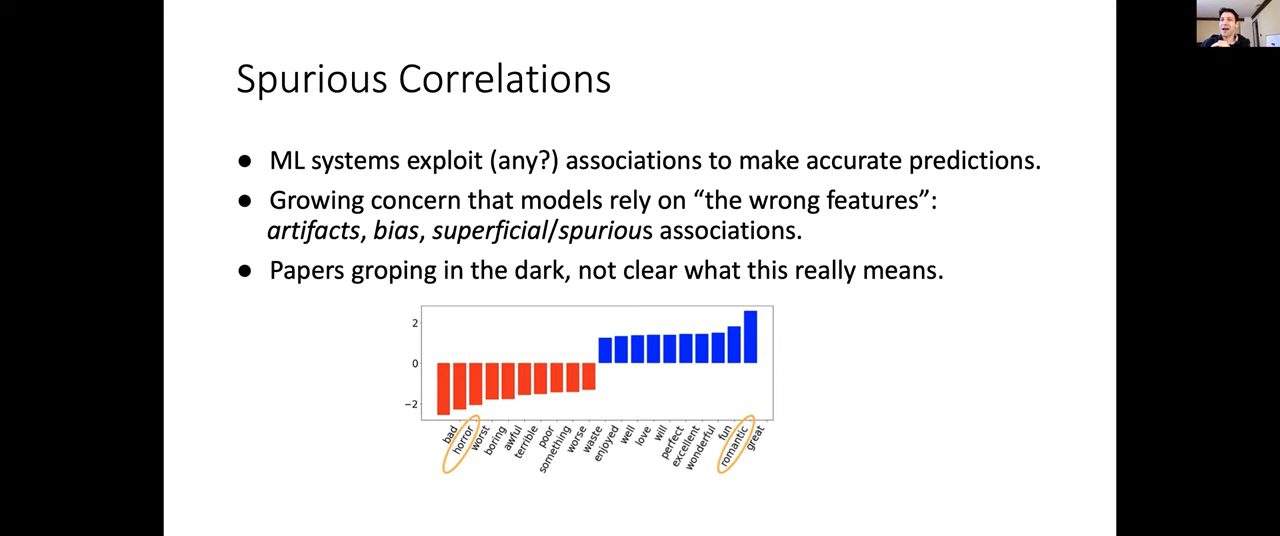 Spurious Correlations
● ML systems exploit (any?) associations to make accurate predictions.
● Growing concern that models rely on “the wrong features”:
artifacts, bias, superficial/spurious associations.
● Papers groping in the dark, not clear what this really means.
2
0
−2
bad
horror
worst
boring
awful
terrible
poor
something
worse
waste
enjoyed
well
love
will
perfect
excellent
wonderful
fun
romantic
great